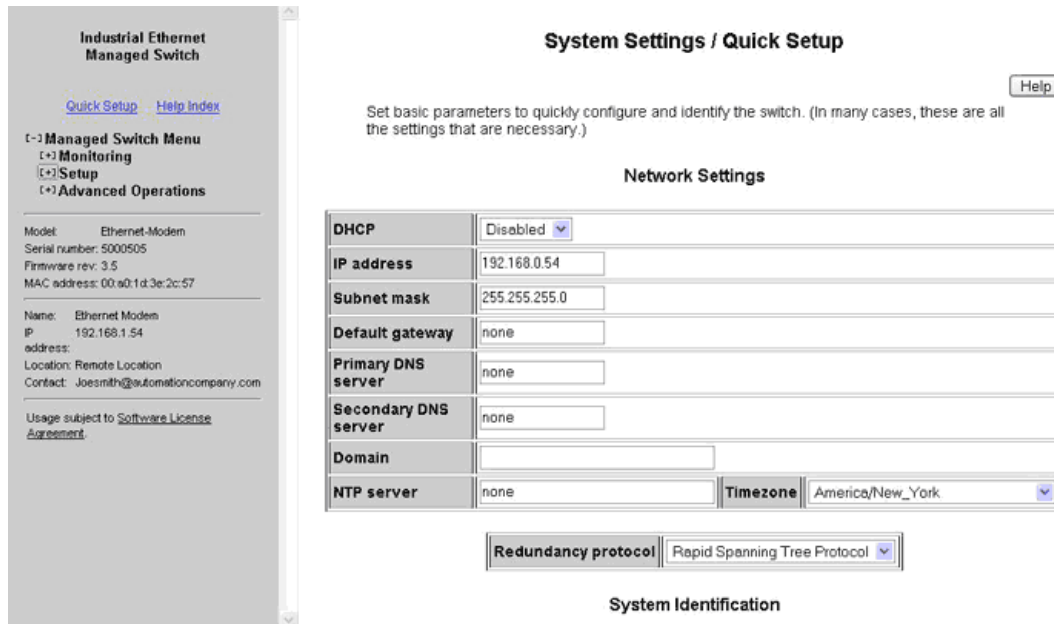 Industrial Ethernet
Managed Switch
Quick Setup Help Index
[-] Managed Switch Menu
[+] Monitoring
[+] Setup
[+] Advanced Operations
Model: Ethernet-Modem
Serial number: 5000505
Firmware rev: 3.5
MAC address: 00:a0:1d:3e:2c:57
Name: Ethernet Modem
IP address: 192.168.1.54
Location: Remote Location
Contact: Joesmith@automationcompany.com
Usage subject to Software License
Agreement.
System Settings / Quick Setup
Help
Set basic parameters to quickly configure and identify the switch. (In many cases, these are all
the settings that are necessary.)
Network Settings
DHCP Disabled
IP address 192.168.0.54
Subnet mask 255.255.255.0
Default gateway none
Primary DNS
server none
Secondary DNS
server none
Domain
NTP server none Timezone America/New_York
Redundancy protocol Rapid Spanning Tree Protocol
System Identification